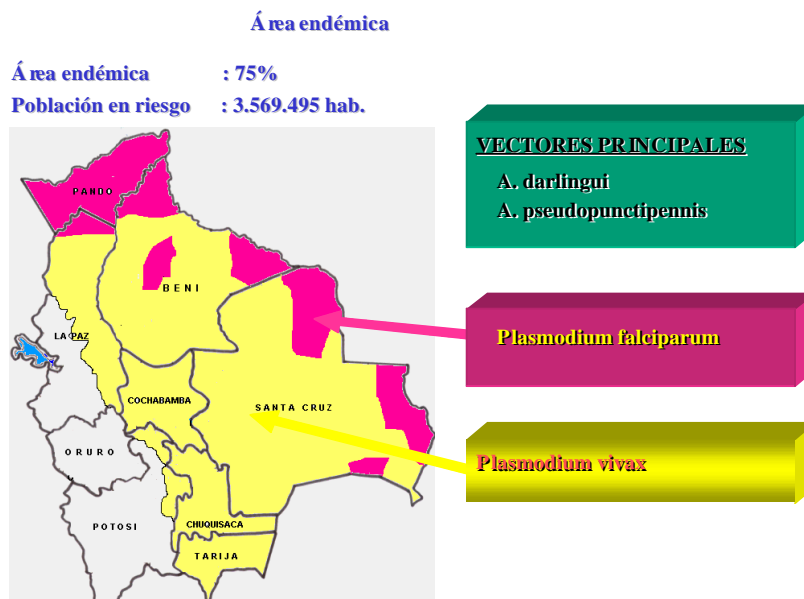 Área endémica
Área endémica : 75%
Población en riesgo : 3.569.495 hab.
VECTORES PRINCIPALES
A. darlingui
A. pseudopunctipennis
PANDO
BENI
LA PAZ
Plasmodium falciparum
COCHABAMBA
SANTA CRUZ
ORURO
Plasmodium vivax
POTOSI
CHUQUISACA
TARIJA